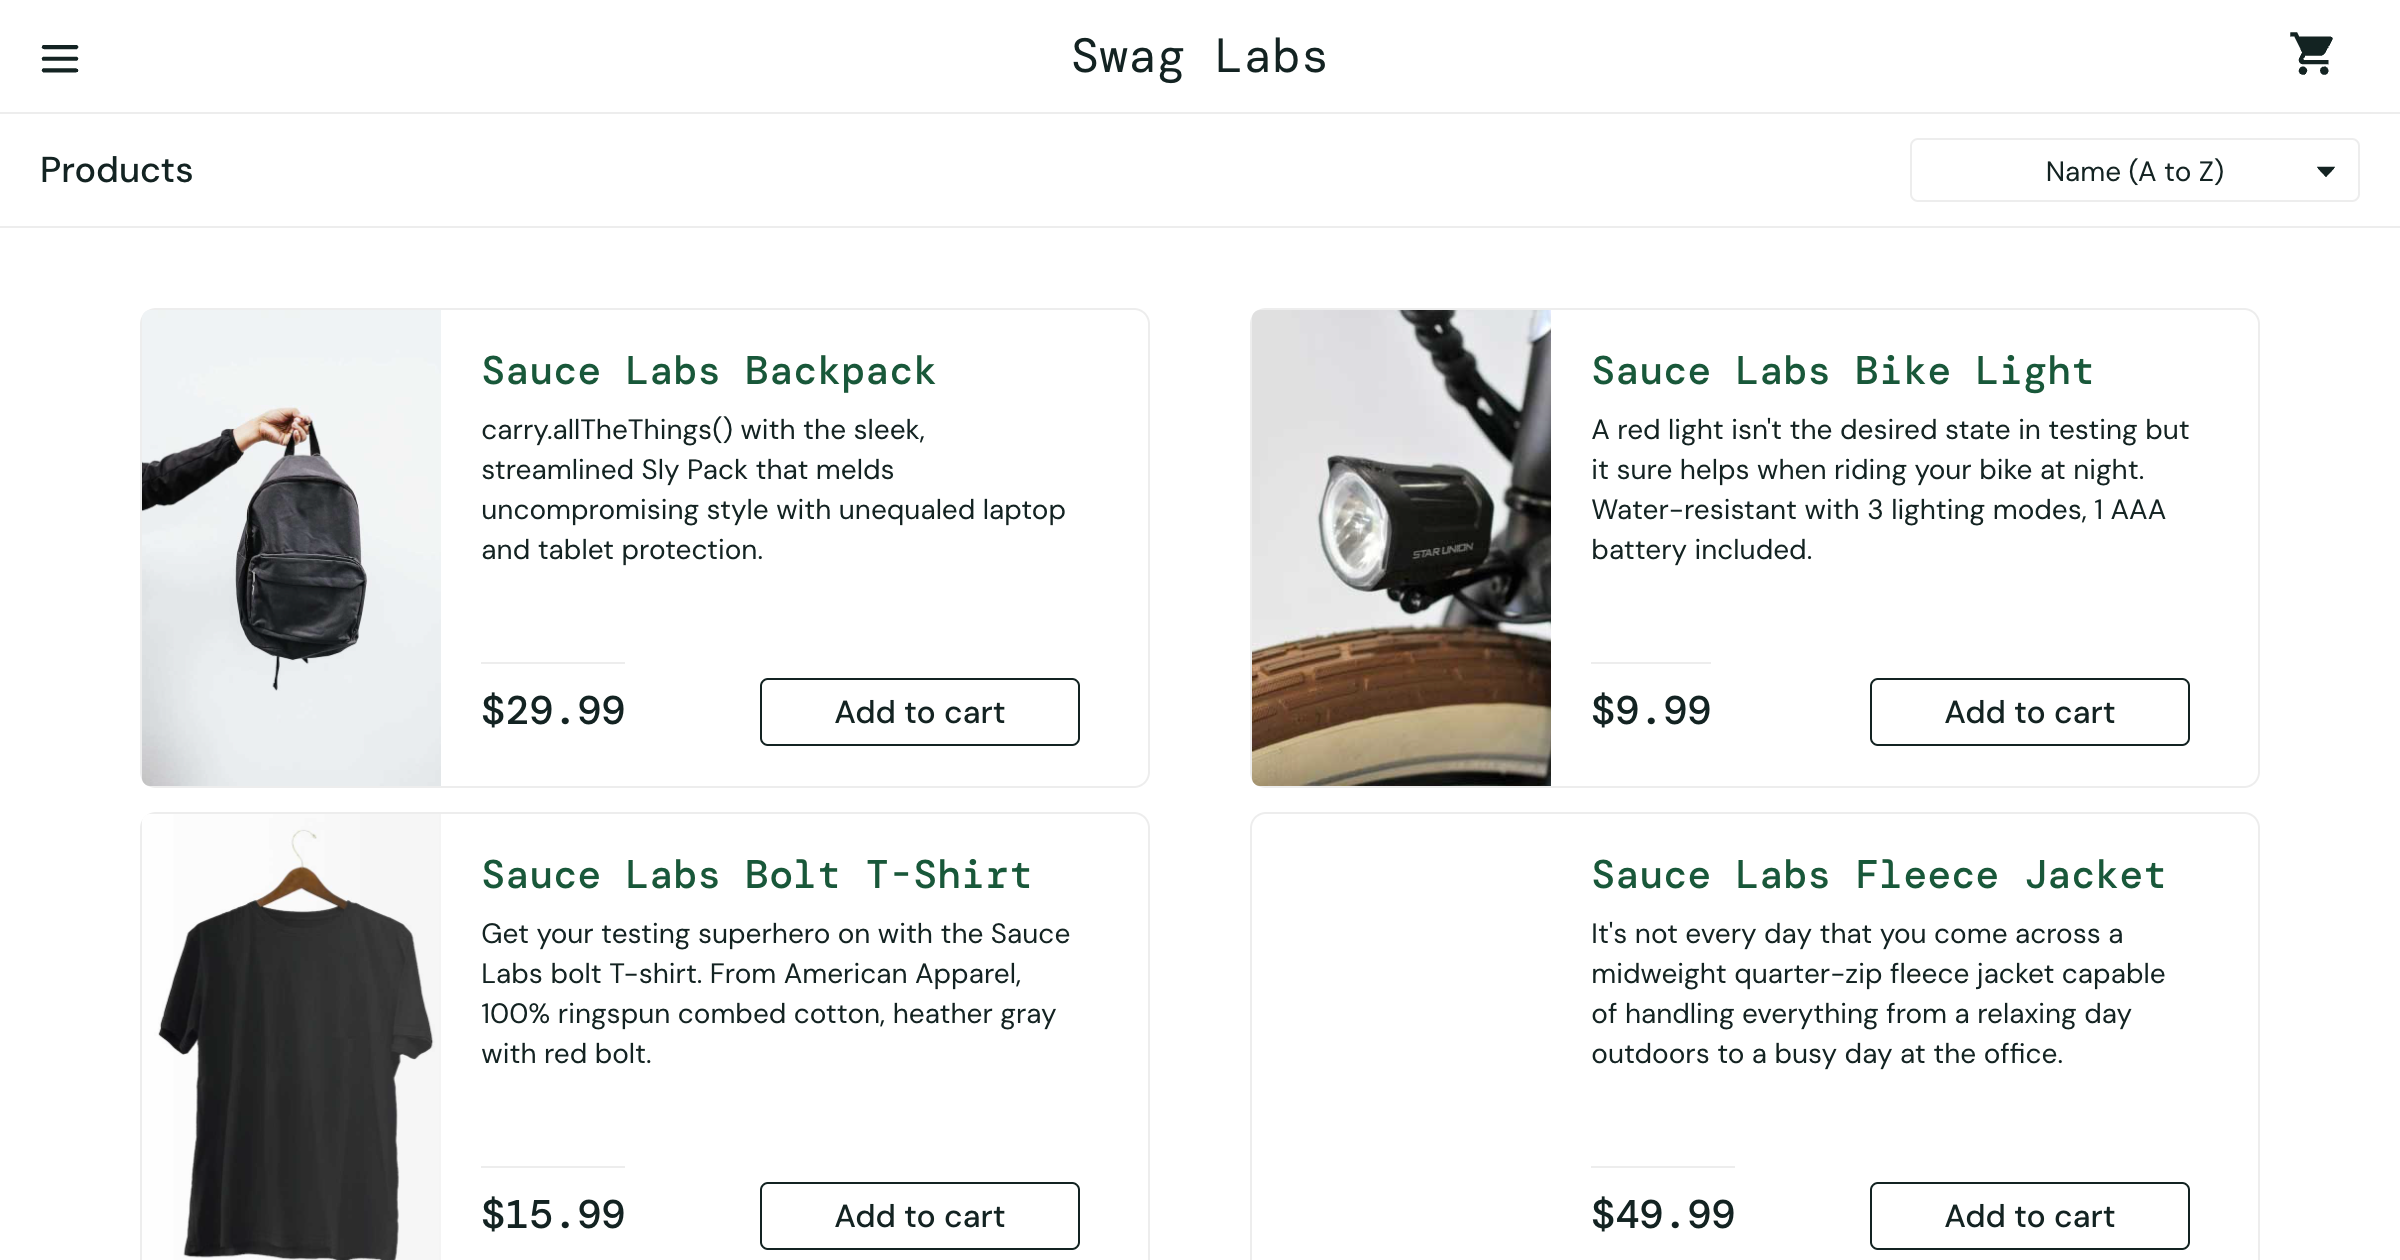 Swag Labs
Products
Name (A to Z)
Sauce Labs Backpack
carry.allTheThings() with the sleek,
streamlined Sly Pack that melds
uncompromising style with unequaled laptop
and tablet protection.
$29.99
Add to cart
STAR UNION
Sauce Labs Bike Light
A red light isn't the desired state in testing but
it sure helps when riding your bike at night.
Water-resistant with 3 lighting modes, 1 AAA
battery included.
$9.99
Add to cart
Sauce Labs Bolt T-Shirt
Get your testing superhero on with the Sauce
Labs bolt T-shirt. From American Apparel,
100% ringspun combed cotton, heather gray
with red bolt.
$15.99
Add to cart
Sauce Labs Fleece Jacket
It's not every day that you come across a
midweight quarter-zip fleece jacket capable
of handling everything from a relaxing day
outdoors to a busy day at the office.
$49.99
Add to cart